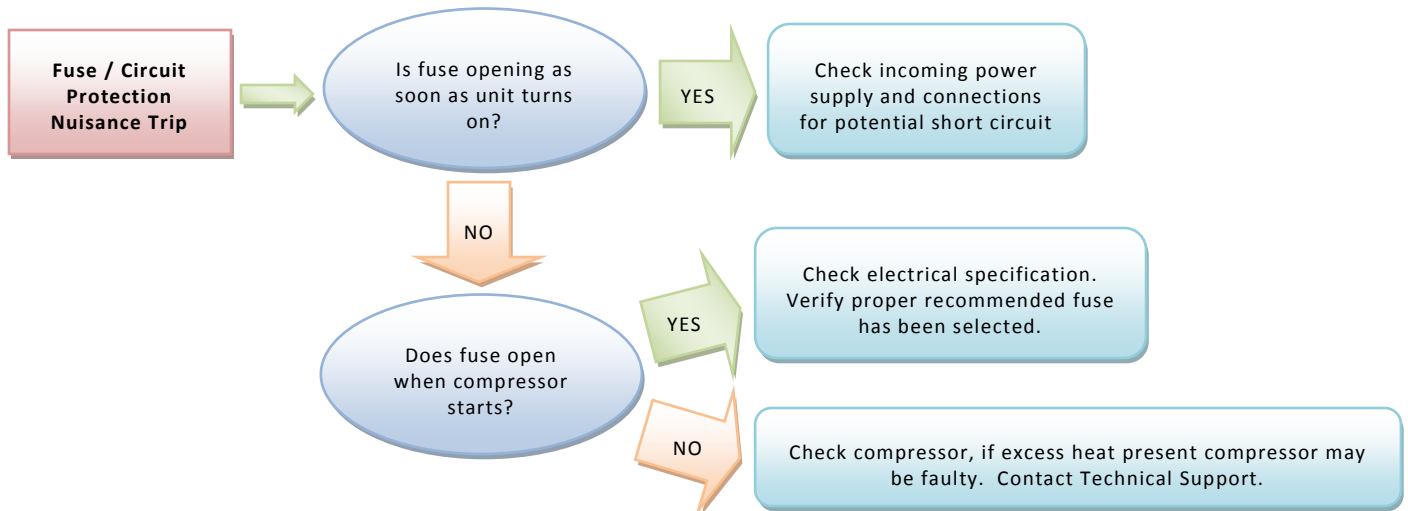 Fuse / Circuit
Protection
Nuisance Trip
Is fuse opening as
soon as unit turns
on?
YES
Check incoming power
supply and connections
for potential short circuit
NO
Does fuse open
when compressor
starts?
YES
Check electrical specification.
Verify proper recommended fuse
has been selected.
NO
Check compressor, if excess heat present compressor may
be faulty. Contact Technical Support.